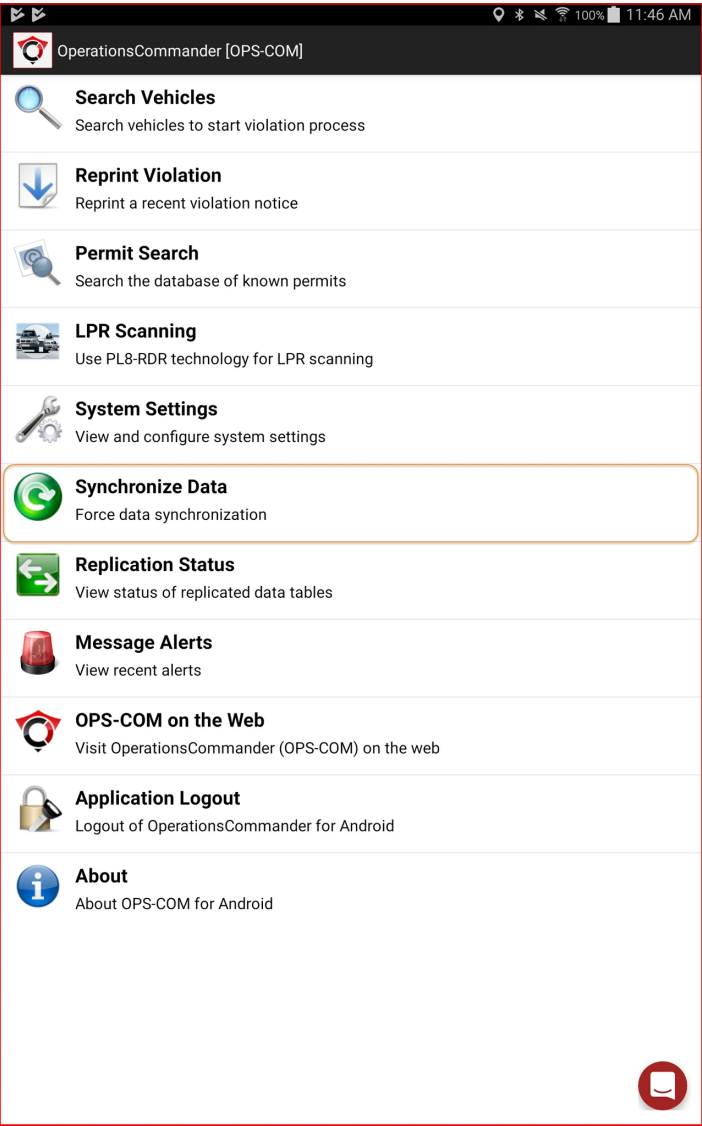 100% 11:46 AM
OperationsCommander [OPS-COM]
Search Vehicles
Search vehicles to start violation process
Reprint Violation
Reprint a recent violation notice
Permit Search
Search the database of known permits
LPR Scanning
Use PL8-RDR technology for LPR scanning
System Settings
View and configure system settings
Synchronize Data
Force data synchronization
Replication Status
View status of replicated data tables
Message Alerts
View recent alerts
OPS-COM on the Web
Visit OperationsCommander (OPS-COM) on the web
Application Logout
Logout of OperationsCommander for Android
About
About OPS-COM for Android